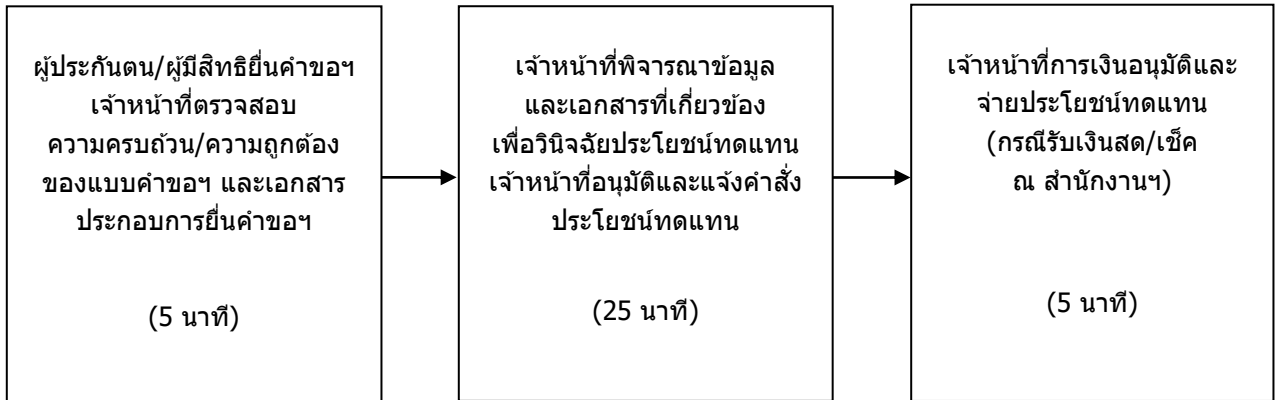 ผู้ประกันตน/ผู้มีสิทธิยื่นคำขอฯ
เจ้าหน้าที่ตรวจสอบ
ความครบถ้วน/ความถูกต้อง
ของแบบคำขอฯ และเอกสาร
ประกอบการยื่นคำขอฯ
(5 นาที)
เจ้าหน้าที่พิจารณาข้อมูล
และเอกสารที่เกี่ยวข้อง
เพื่อวินิจฉัยประโยชน์ทดแทน
เจ้าหน้าที่อนุมัติและแจ้งคำสั่ง
ประโยชน์ทดแทน
(25 นาที)
เจ้าหน้าที่การเงินอนุมัติและ
จ่ายประโยชน์ทดแทน
(กรณีรับเงินสด/เช็ค
ณ สำนักงานฯ)
(5 นาที)